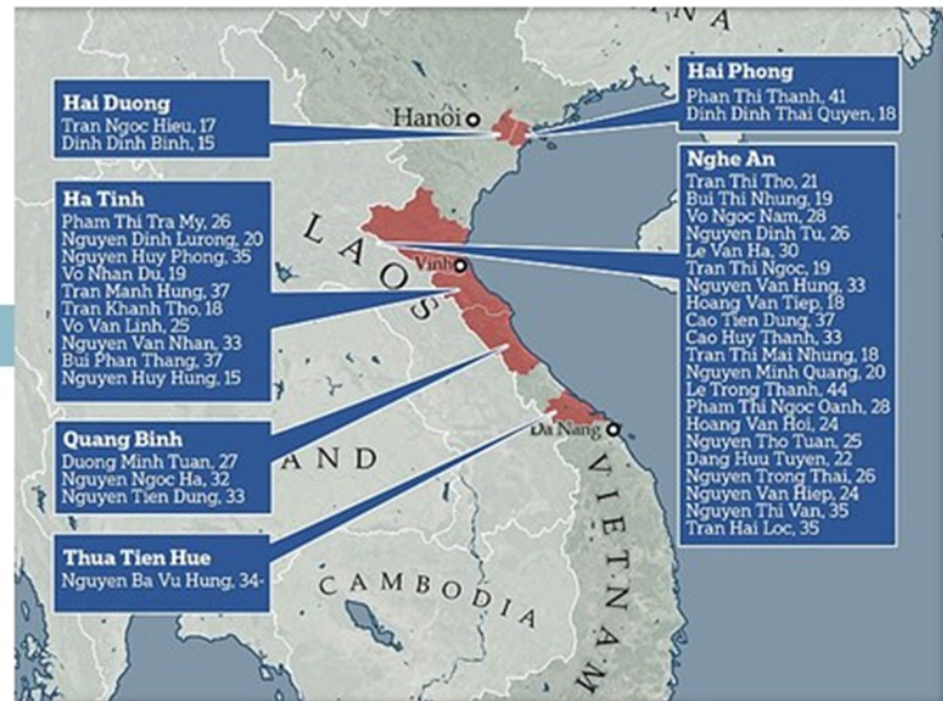 Hai Duong
Tran Ngoc Hieu, 17
Dinh Dinh Binh, 15
Ha Tinh
Pham Thi Tra My, 26
Nguyen Dinh Lurong, 20
Nguyen Huy Phong, 35
Vo Nhan Du, 19
Tran Manh Hung, 37
Tran Khanh Tho, 18
Vo Van Linh, 25
Nguyen Van Nhan, 33
Bui Phan Thang, 37
Nguyen Huy Hung, 15
Quang Binh
Duong Minh Tuan, 27
Nguyen Ngoc Ha, 32
Nguyen Tien Dung, 33
Thua Tien Hue
Nguyen Ba Vu Hung, 34-
Hanoi
LAOS
Vinh
AND
Da Nang
CAMBODIA
VIETNAM
NA
Hai Phong
Phan Thi Thanh, 41
Dinh Dinh Thai Quyen, 18
Nghe An
Tran Thi Tho, 21
Bui Thi Nhung, 19
Vo Ngoc Nam, 28
Nguyen Dinh Tu, 26
Le Van Ha, 30
Tran Thi Ngoc, 19
Nguyen Van Hung, 33
Hoang Van Tiep, 18
Cao Tien Dung, 37
Cao Huy Thanh, 33
Tran Thi Mai Nhung, 18
Nguyen Minh Quang, 20
Le Trong Thanh, 44
Pham Thi Ngoc Oanh, 28
Hoang Van Hoi, 24
Nguyen Tho Tuan, 25
Dang Huu Tuyen, 22
Nguyen Trong Thai, 26
Nguyen Van Hiep, 24
Nguyen Thi Van, 35
Tran Hai Loc, 35